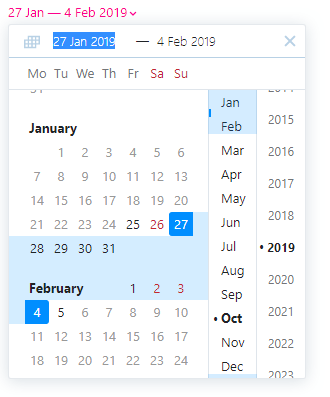 27 Jan — 4 Feb 2019
27 Jan 2019 — 4 Feb 2019
Mo Tu We Th Fr Sa Su
31
January
1 2 3 4 5 6
7 8 9 10 11 12 13
14 15 16 17 18 19 20
21 22 23 24 25 26 27
28 29 30 31
February 1 2 3
4 5 6 7 8 9 10
11 12 13 14 15 16 17
18 19 20 21 22 23 24
Jan
Feb
Mar
Apr
May
Jun
Jul
Aug
Sep
• Oct
Nov
Dec
2014
2015
2016
2017
2018
• 2019
2020
2021
2022
2023